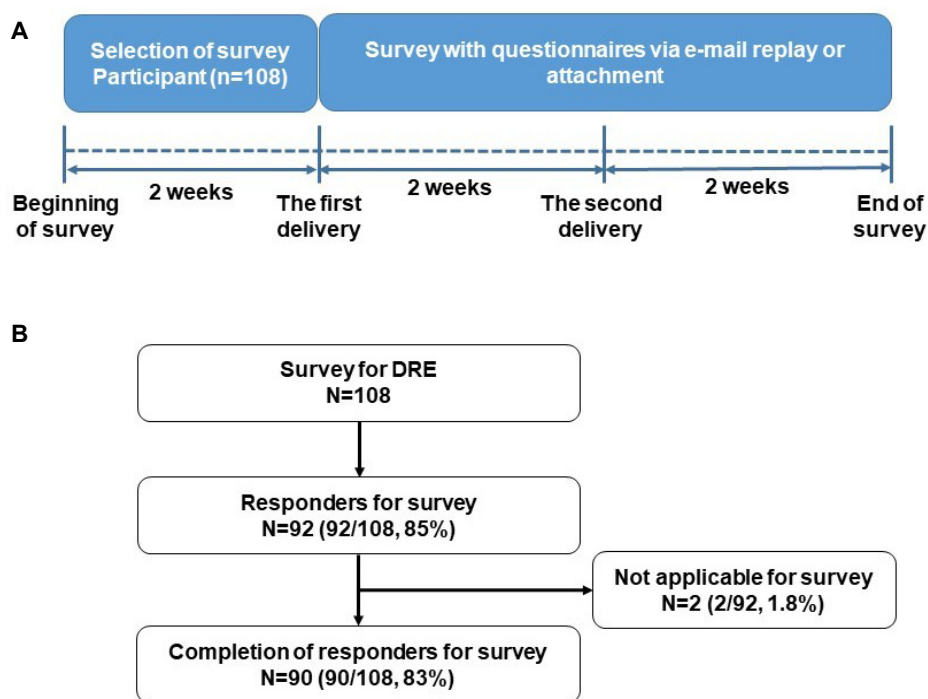 A
Selection of survey
Participant (n=108)
Survey with questionnaires via e-mail replay or
attachment
2 weeks
2 weeks
2 weeks
Beginning
of survey
The first
delivery
The second
delivery
End of
survey
B
Survey for DRE
N=108
Responders for survey
N=92 (92/108, 85%)
Not applicable for survey
N=2 (2/92, 1.8%)
Completion of responders for survey
N=90 (90/108, 83%)